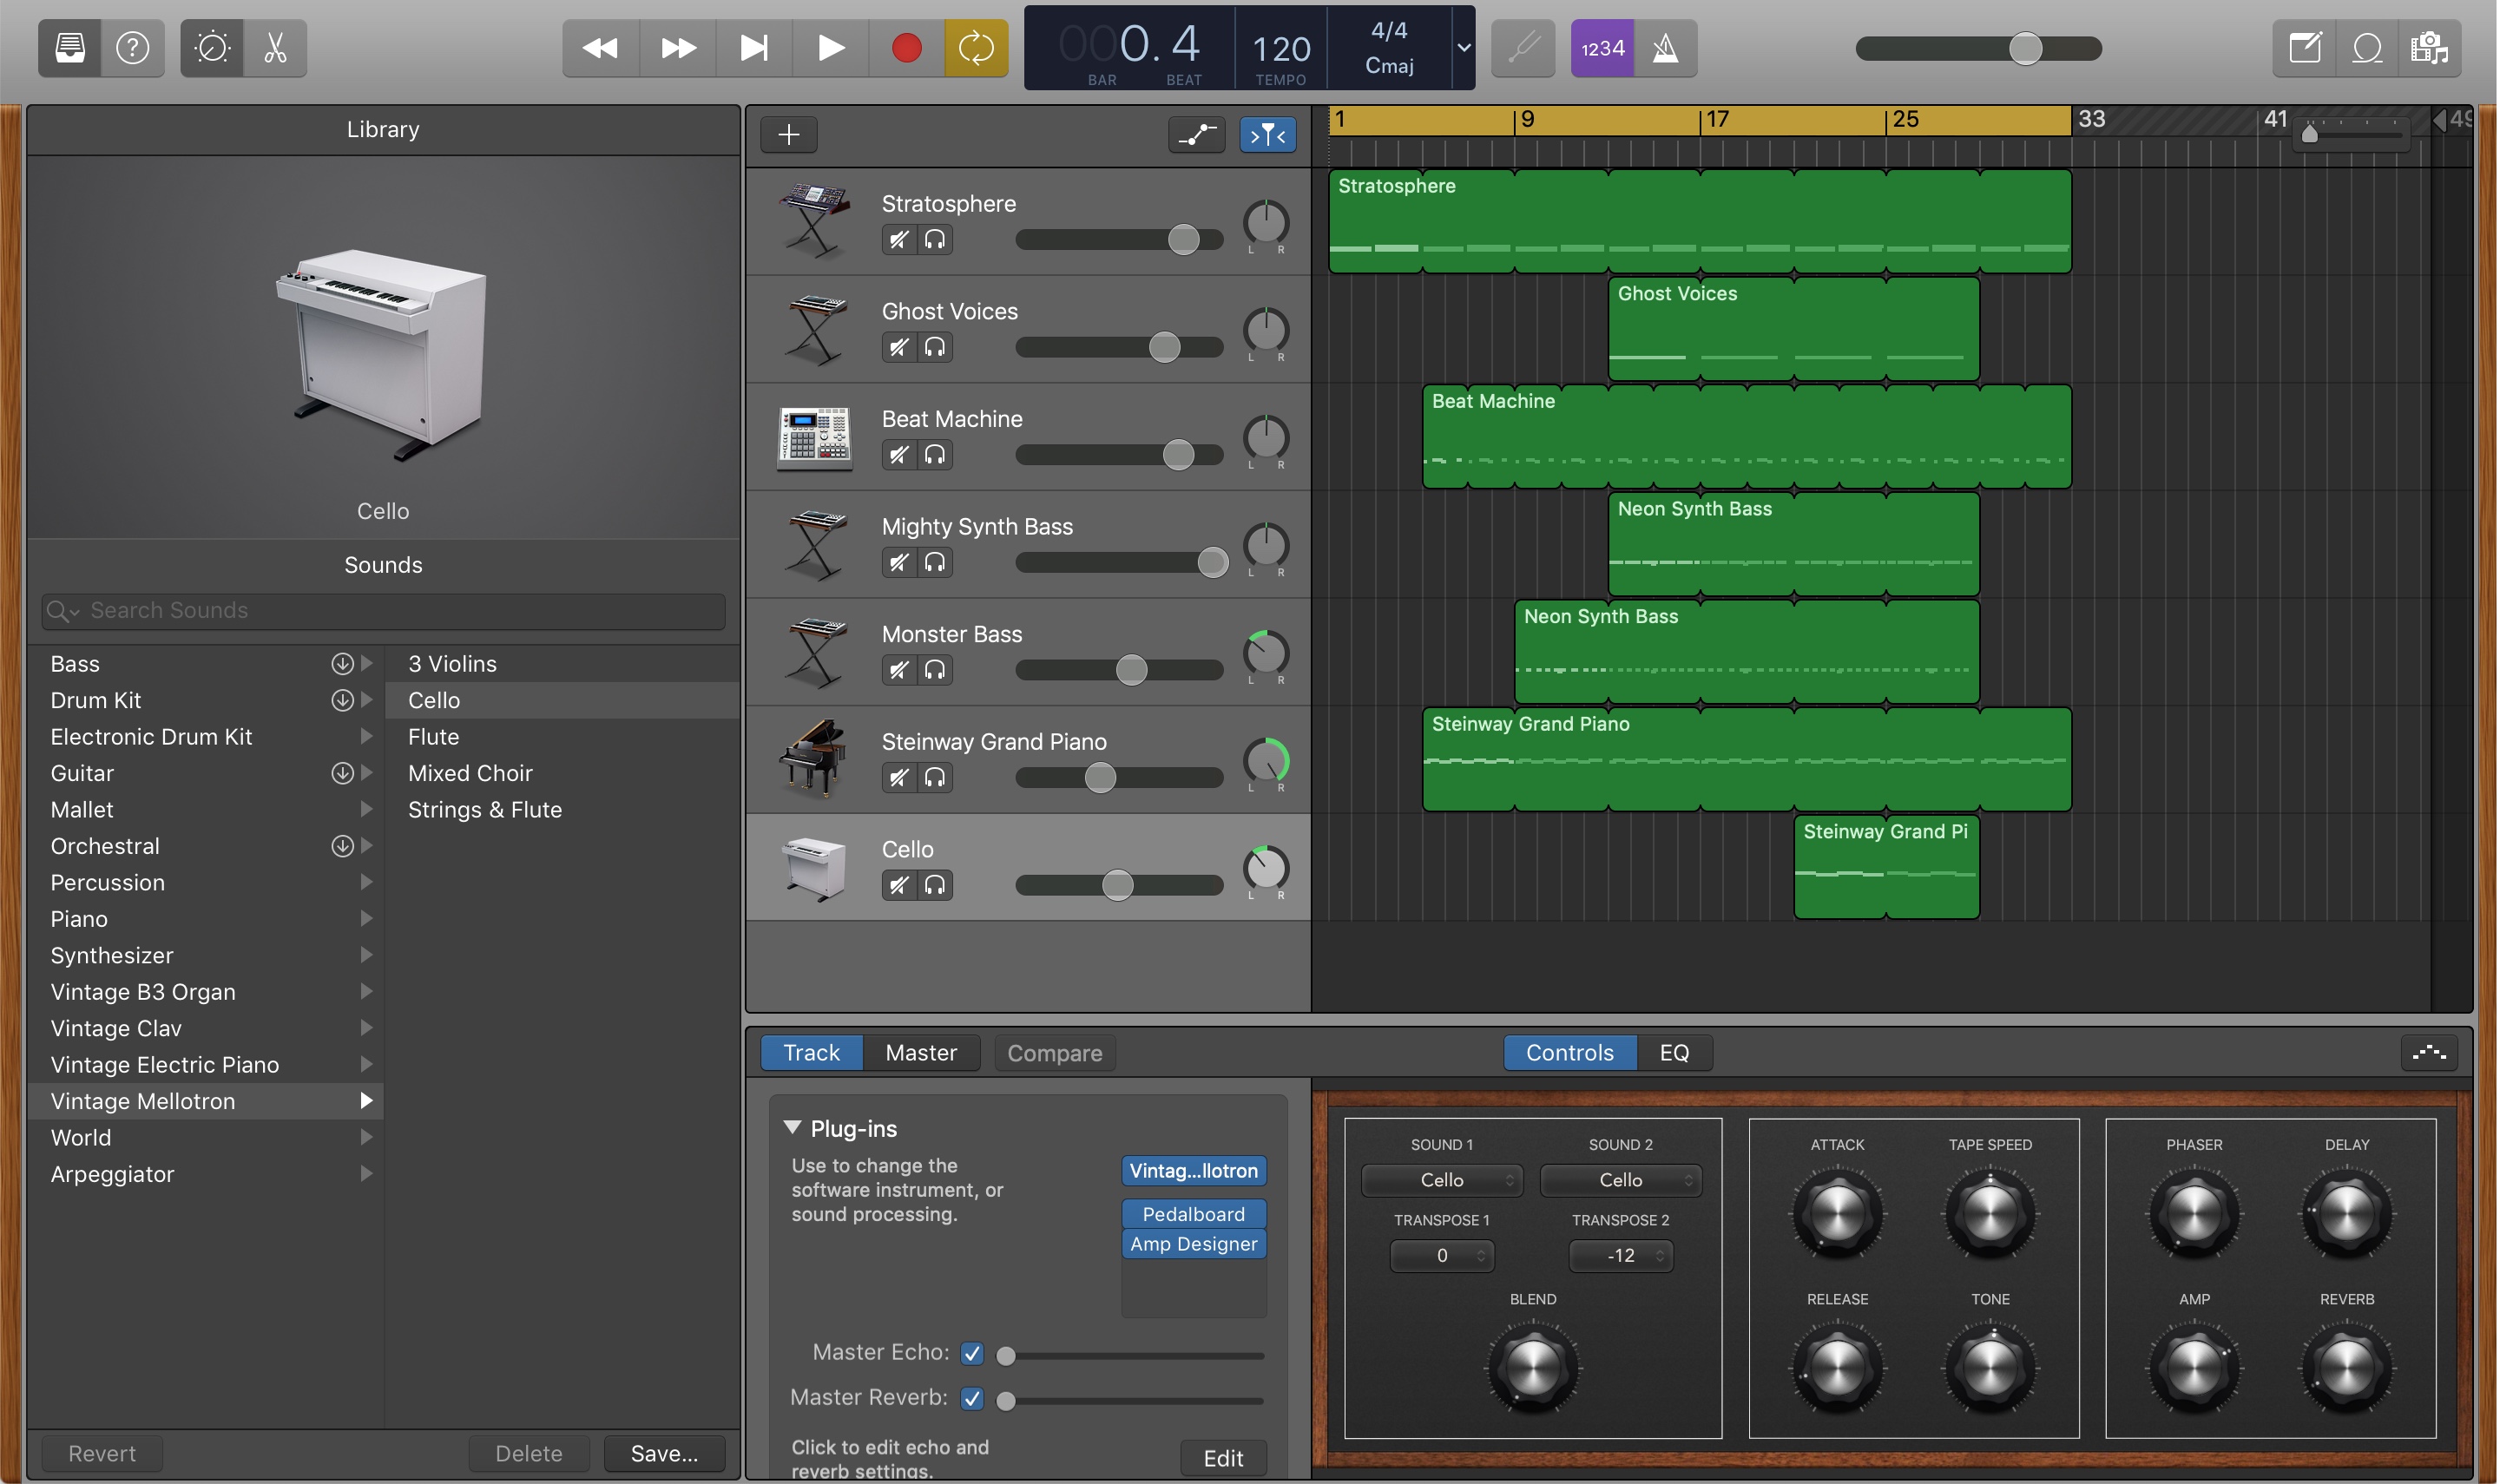 000. 4
BAR
BEAT
120
TEMPO
4/4
Cmaj
1234
Library
Cello
Sounds
Search Sounds
Bass
Drum Kit
Electronic Drum Kit
Guitar
Mallet
Orchestral
Percussion
Piano
Synthesizer
Vintage B3 Organ
Vintage Clav
Vintage Electric Piano
Vintage Mellotron
World
Arpeggiator
3 Violins
Cello
Flute
Mixed Choir
Strings & Flute
Revert
Delete
Save...
1
9
17
25
33
41
49
Stratosphere
L R
Ghost Voices
L R
Beat Machine
L R
Mighty Synth Bass
L R
Monster Bass
L R
Steinway Grand Piano
L R
Cello
L R
Stratosphere
Ghost Voices
Beat Machine
Neon Synth Bass
Neon Synth Bass
Steinway Grand Piano
Steinway Grand Pi
Track
Master
Compare
Controls
EQ
Plug-ins
Use to change the
software instrument, or
sound processing.
Vintag...llotron
Pedalboard
Amp Designer
Master Echo:
Master Reverb:
Click to edit echo and
reverb settings.
Edit
SOUND 1
SOUND 2
Cello
Cello
TRANSPOSE 1
TRANSPOSE 2
0
-12
BLEND
ATTACK
TAPE SPEED
RELEASE
TONE
PHASER
DELAY
AMP
REVERB